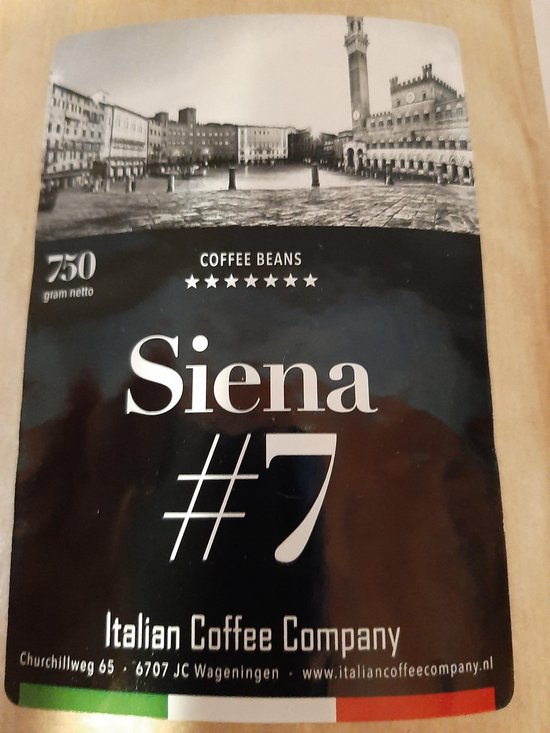 750
gram netto
COFFEE BEANS
★★★★★★★
Siena
#7
Italian Coffee Company
Churchillweg 65 · 6707 JC Wageningen · www.italiancoffeecompany.nl